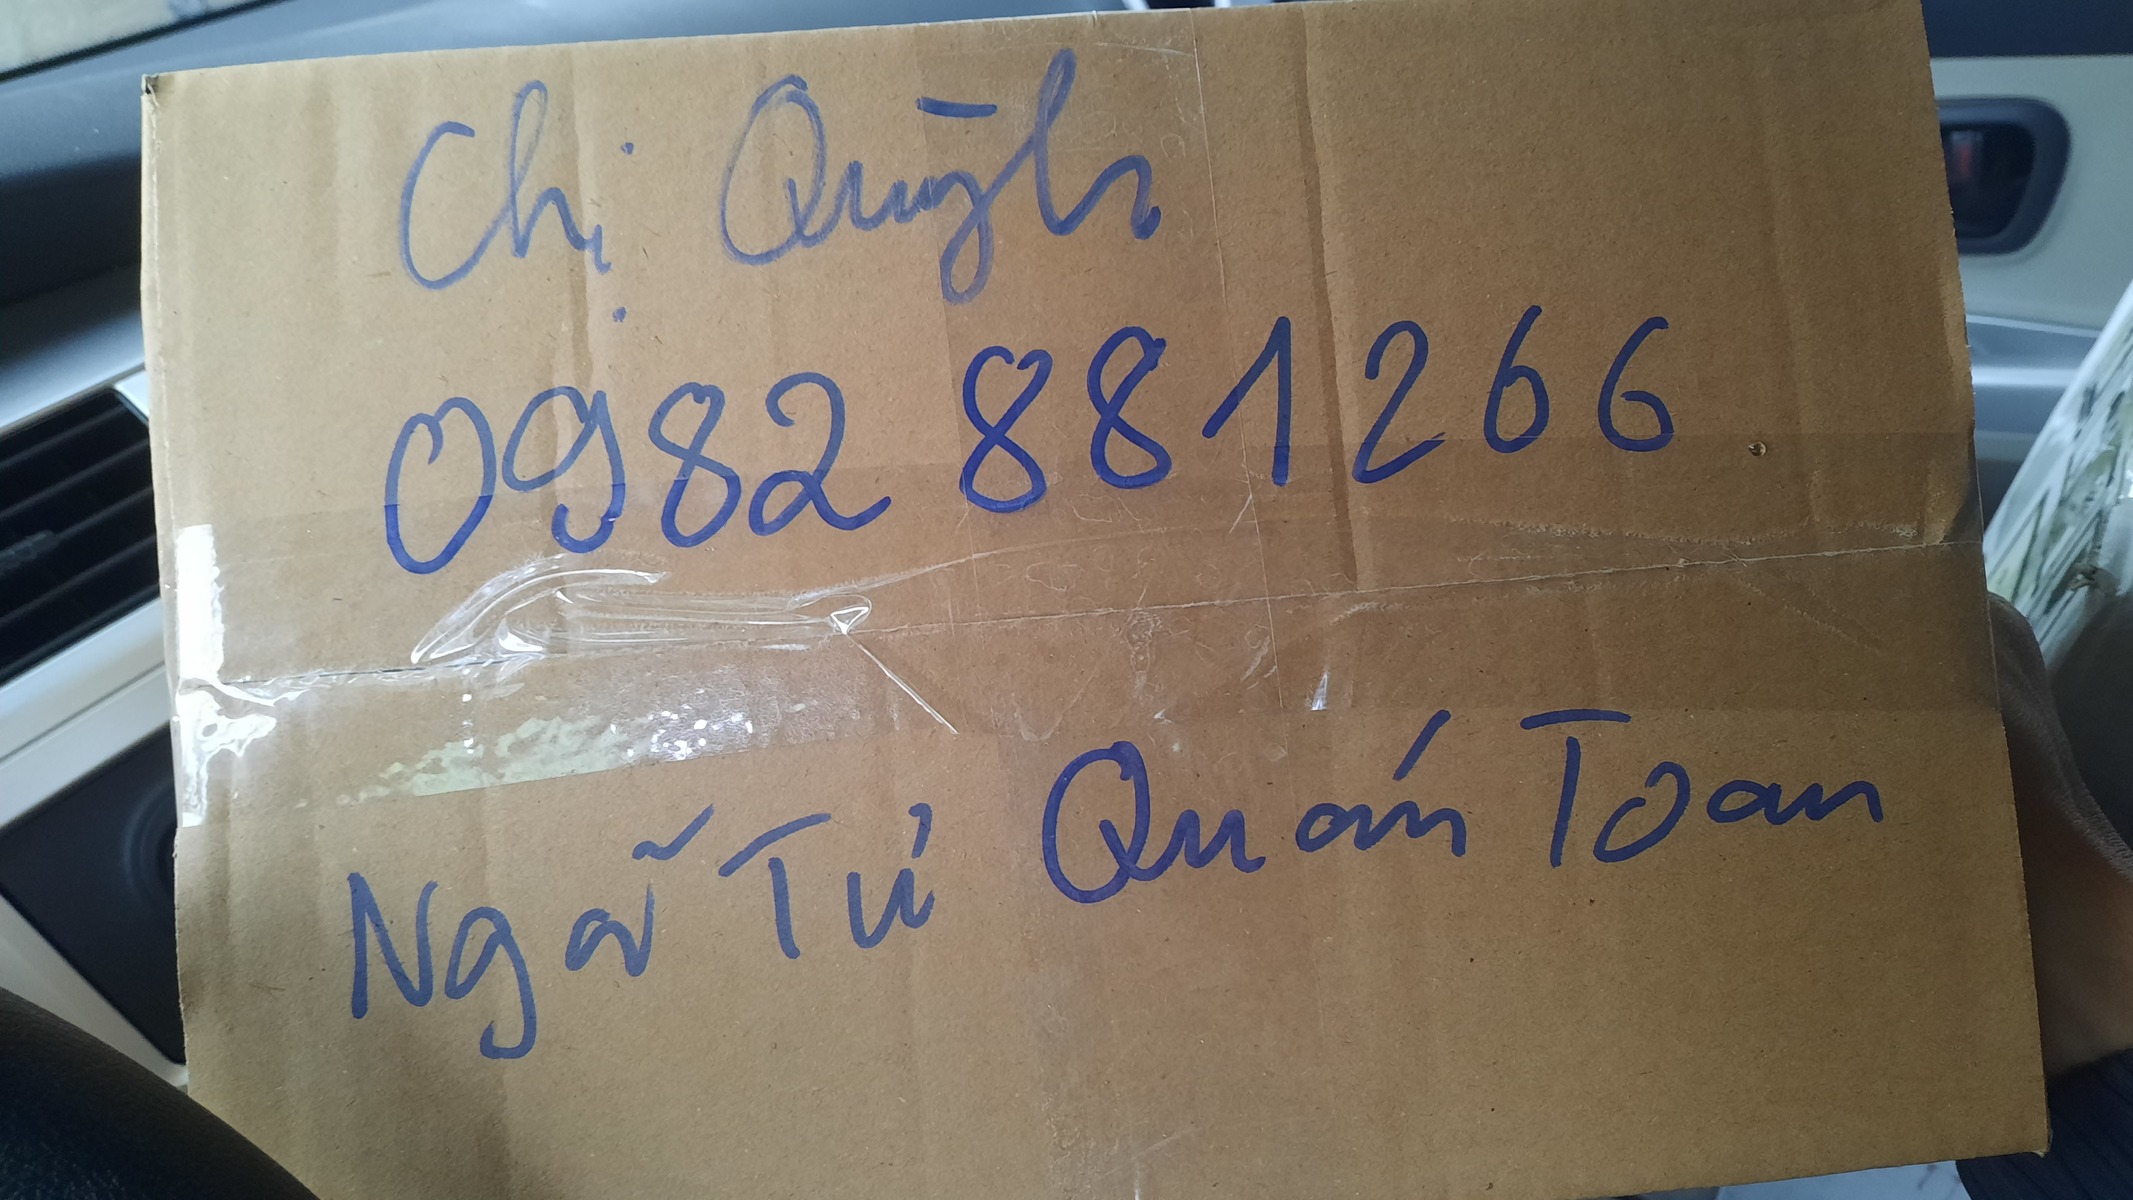 Chị Quỳnh
0982 881266
Ngã Tư Quán Toan